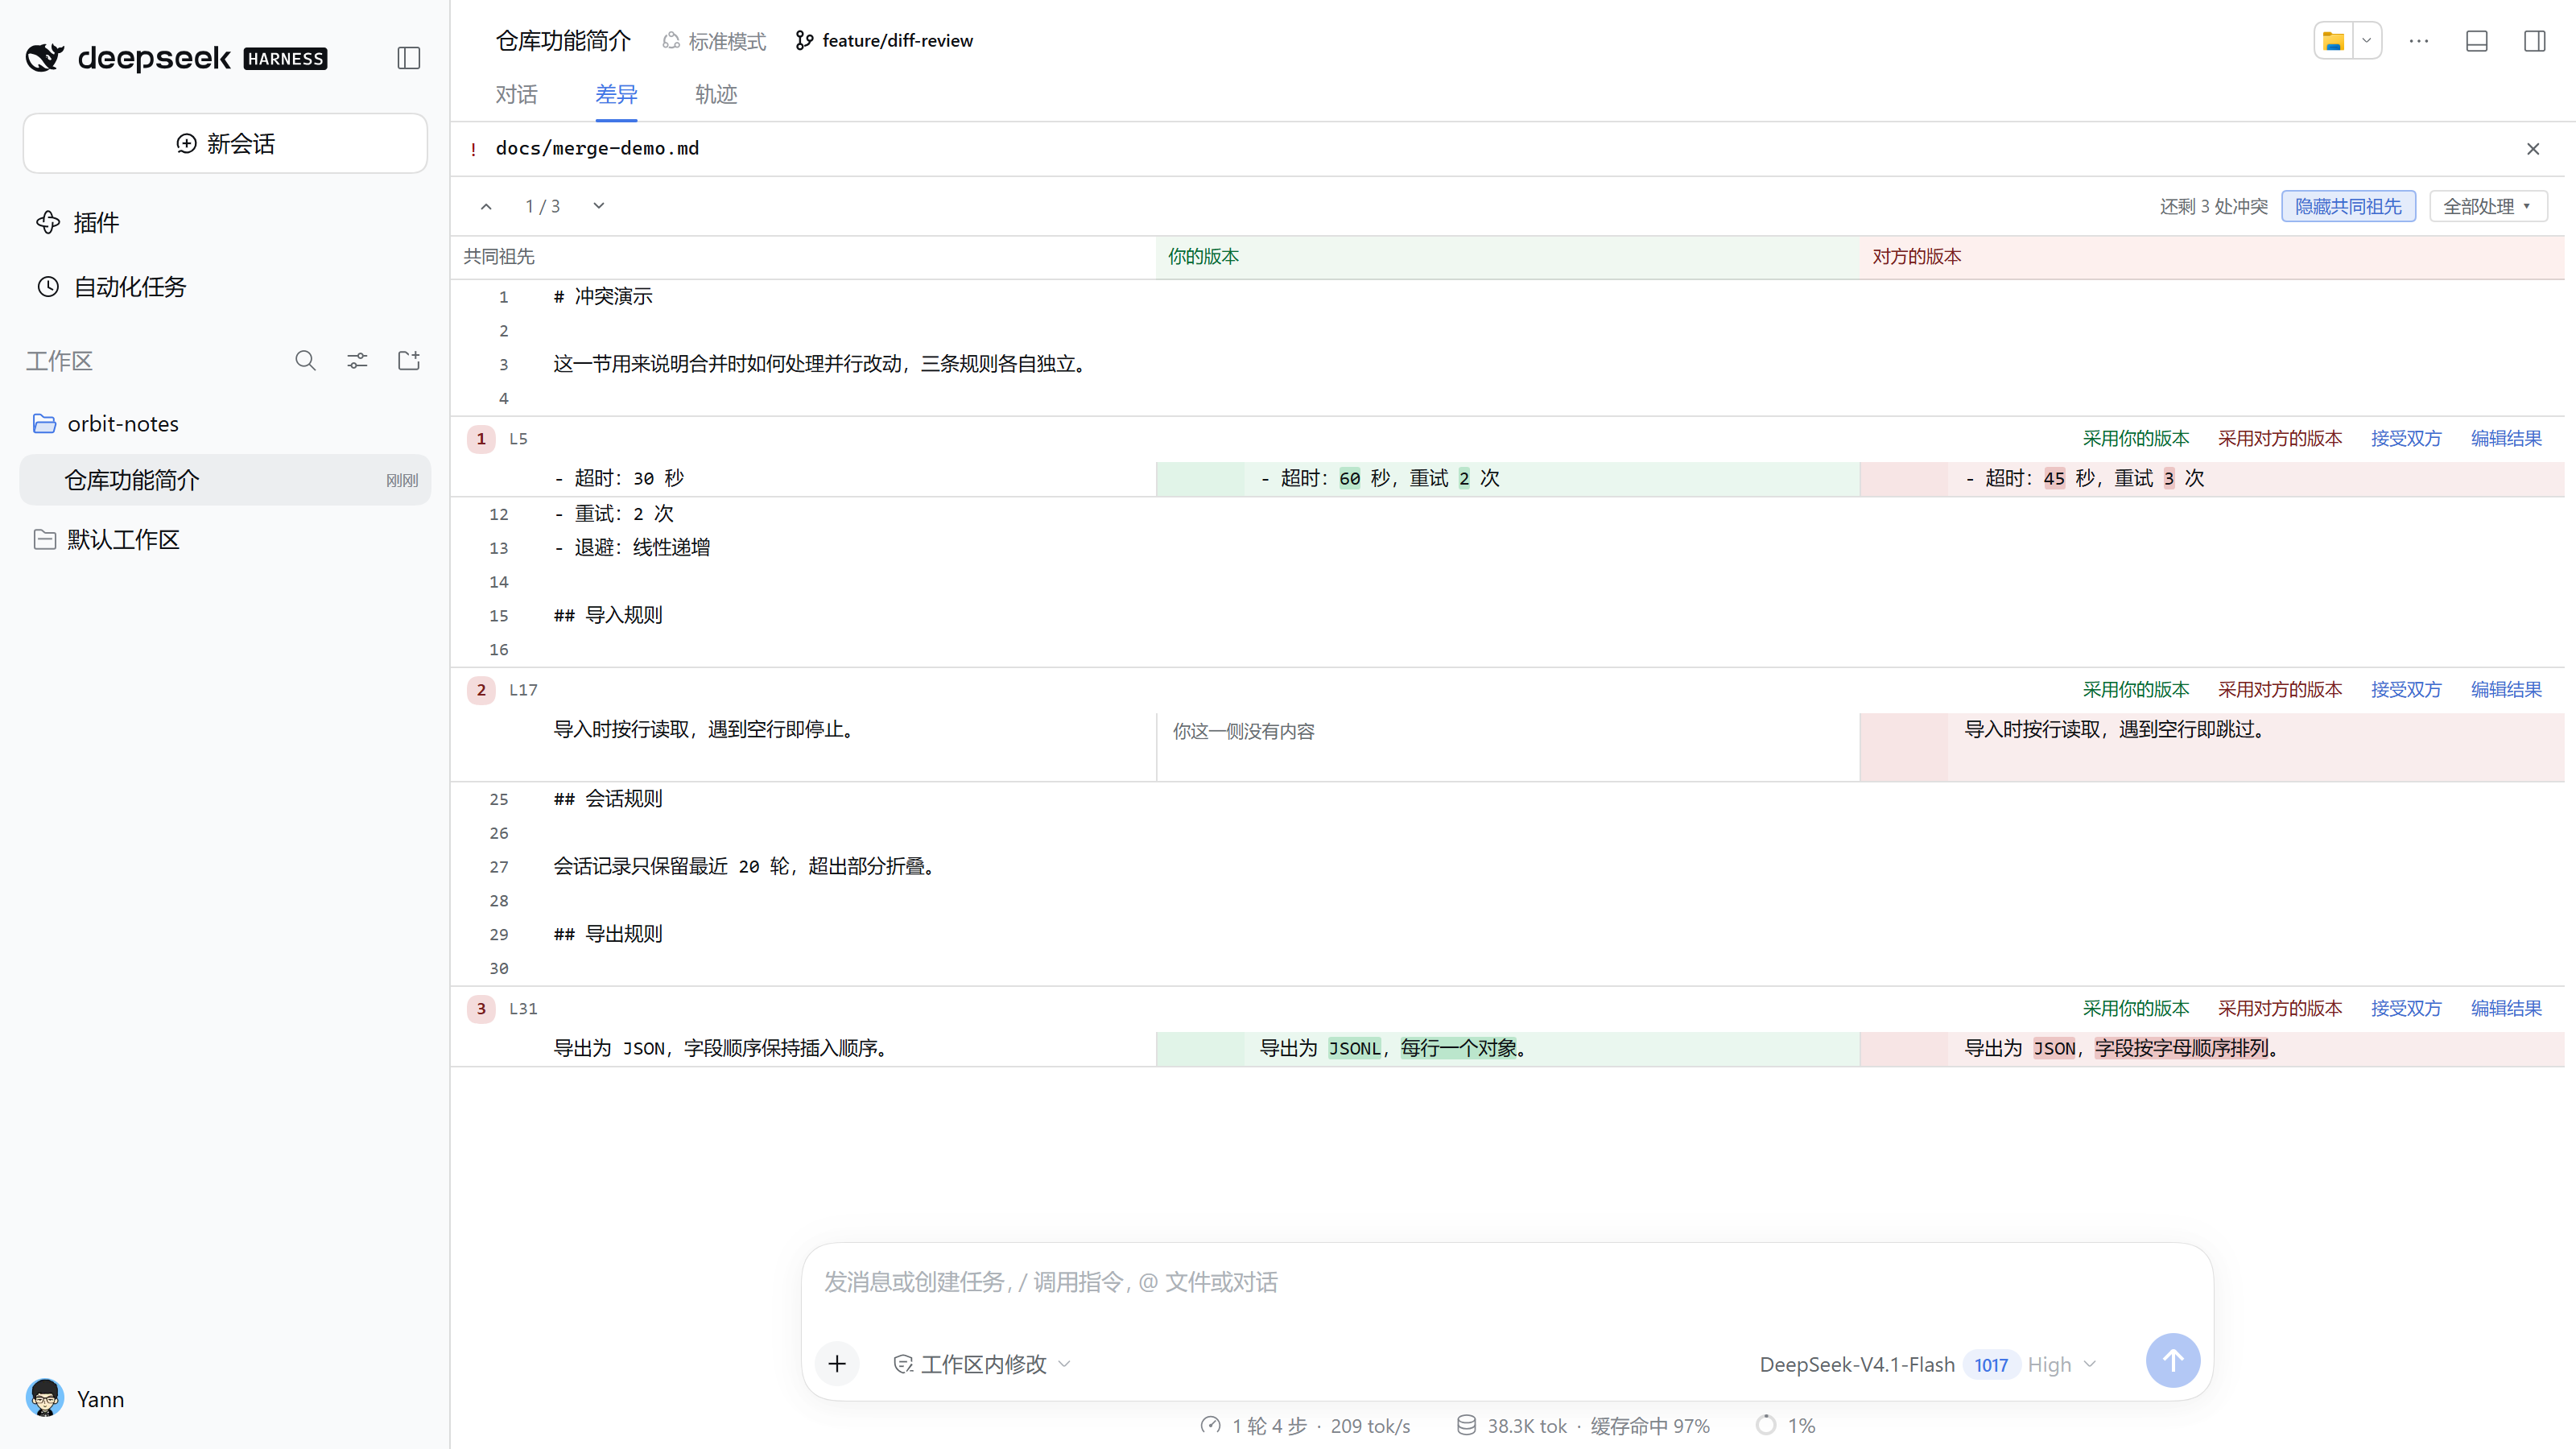 deepseek HARNESS
新会话
插件
自动化任务
工作区
orbit-notes
仓库功能简介 刚刚
默认工作区
Yann
仓库功能简介 标准模式 feature/diff-review
对话 差异 轨迹
! docs/merge-demo.md
1 / 3 还剩 3 处冲突 隐藏共同祖先 全部处理
共同祖先 你的版本 对方的版本
1 # 冲突演示
2
3 这一节用来说明合并时如何处理并行改动，三条规则各自独立。
4
1 L5 采用你的版本 采用对方的版本 接受双方 编辑结果
- 超时：30 秒 - 超时：60 秒，重试 2 次 - 超时：45 秒，重试 3 次
12 - 重试：2 次
13 - 退避：线性递增
14
15 ## 导入规则
16
2 L17 采用你的版本 采用对方的版本 接受双方 编辑结果
导入时按行读取，遇到空行即停止。 你这一侧没有内容 导入时按行读取，遇到空行即跳过。
25 ## 会话规则
26
27 会话记录只保留最近 20 轮，超出部分折叠。
28
29 ## 导出规则
30
3 L31 采用你的版本 采用对方的版本 接受双方 编辑结果
导出为 JSON，字段顺序保持插入顺序。 导出为 JSONL，每行一个对象。 导出为 JSON，字段按字母顺序排列。
发消息或创建任务, / 调用指令, @ 文件或对话
工作区内修改 DeepSeek-V4.1-Flash 1017 High
1 轮 4 步 · 209 tok/s 38.3K tok · 缓存命中 97% 1%